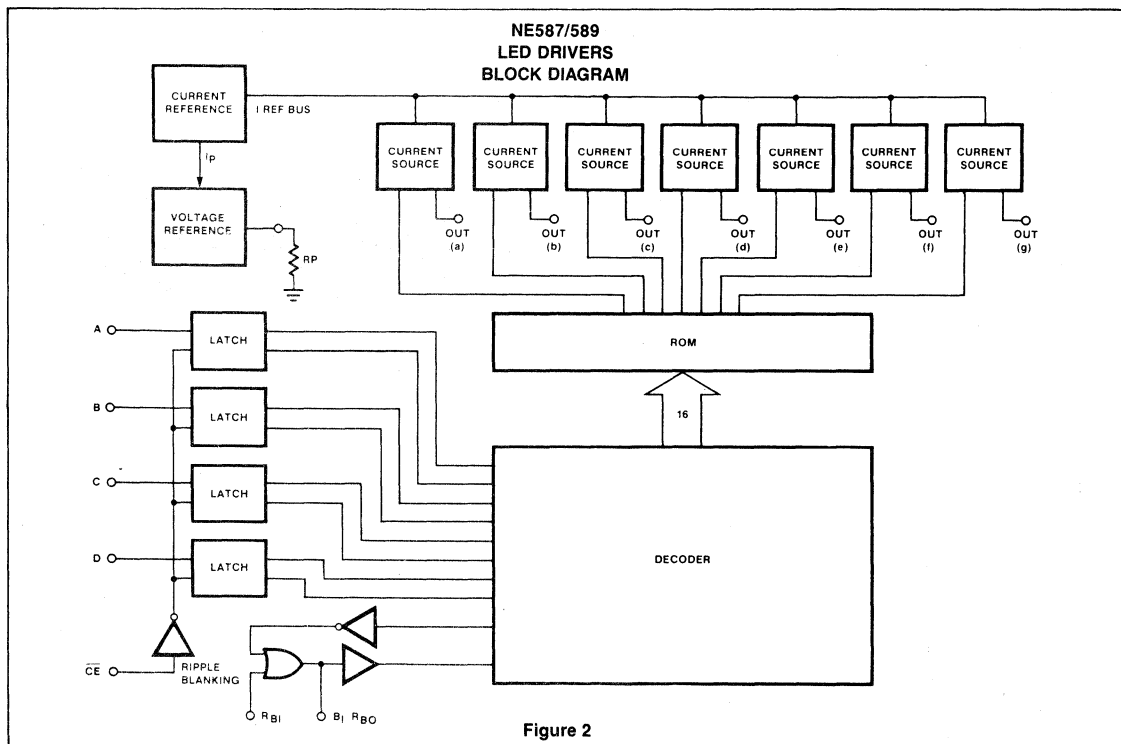 NE587/589
LED DRIVERS
BLOCK DIAGRAM
CURRENT
REFERENCE
I REF BUS
CURRENT
SOURCE
CURRENT
SOURCE
CURRENT
SOURCE
CURRENT
SOURCE
CURRENT
SOURCE
CURRENT
SOURCE
CURRENT
SOURCE
IP
VOLTAGE
REFERENCE
RP
OUT
(a)
OUT
(b)
OUT
(c)
OUT
(d)
OUT
(e)
OUT
(f)
OUT
(g)
A
LATCH
ROM
B
LATCH
16
C
LATCH
D
LATCH
DECODER
CE
RIPPLE
BLANKING
RBI
BI RBO
Figure 2